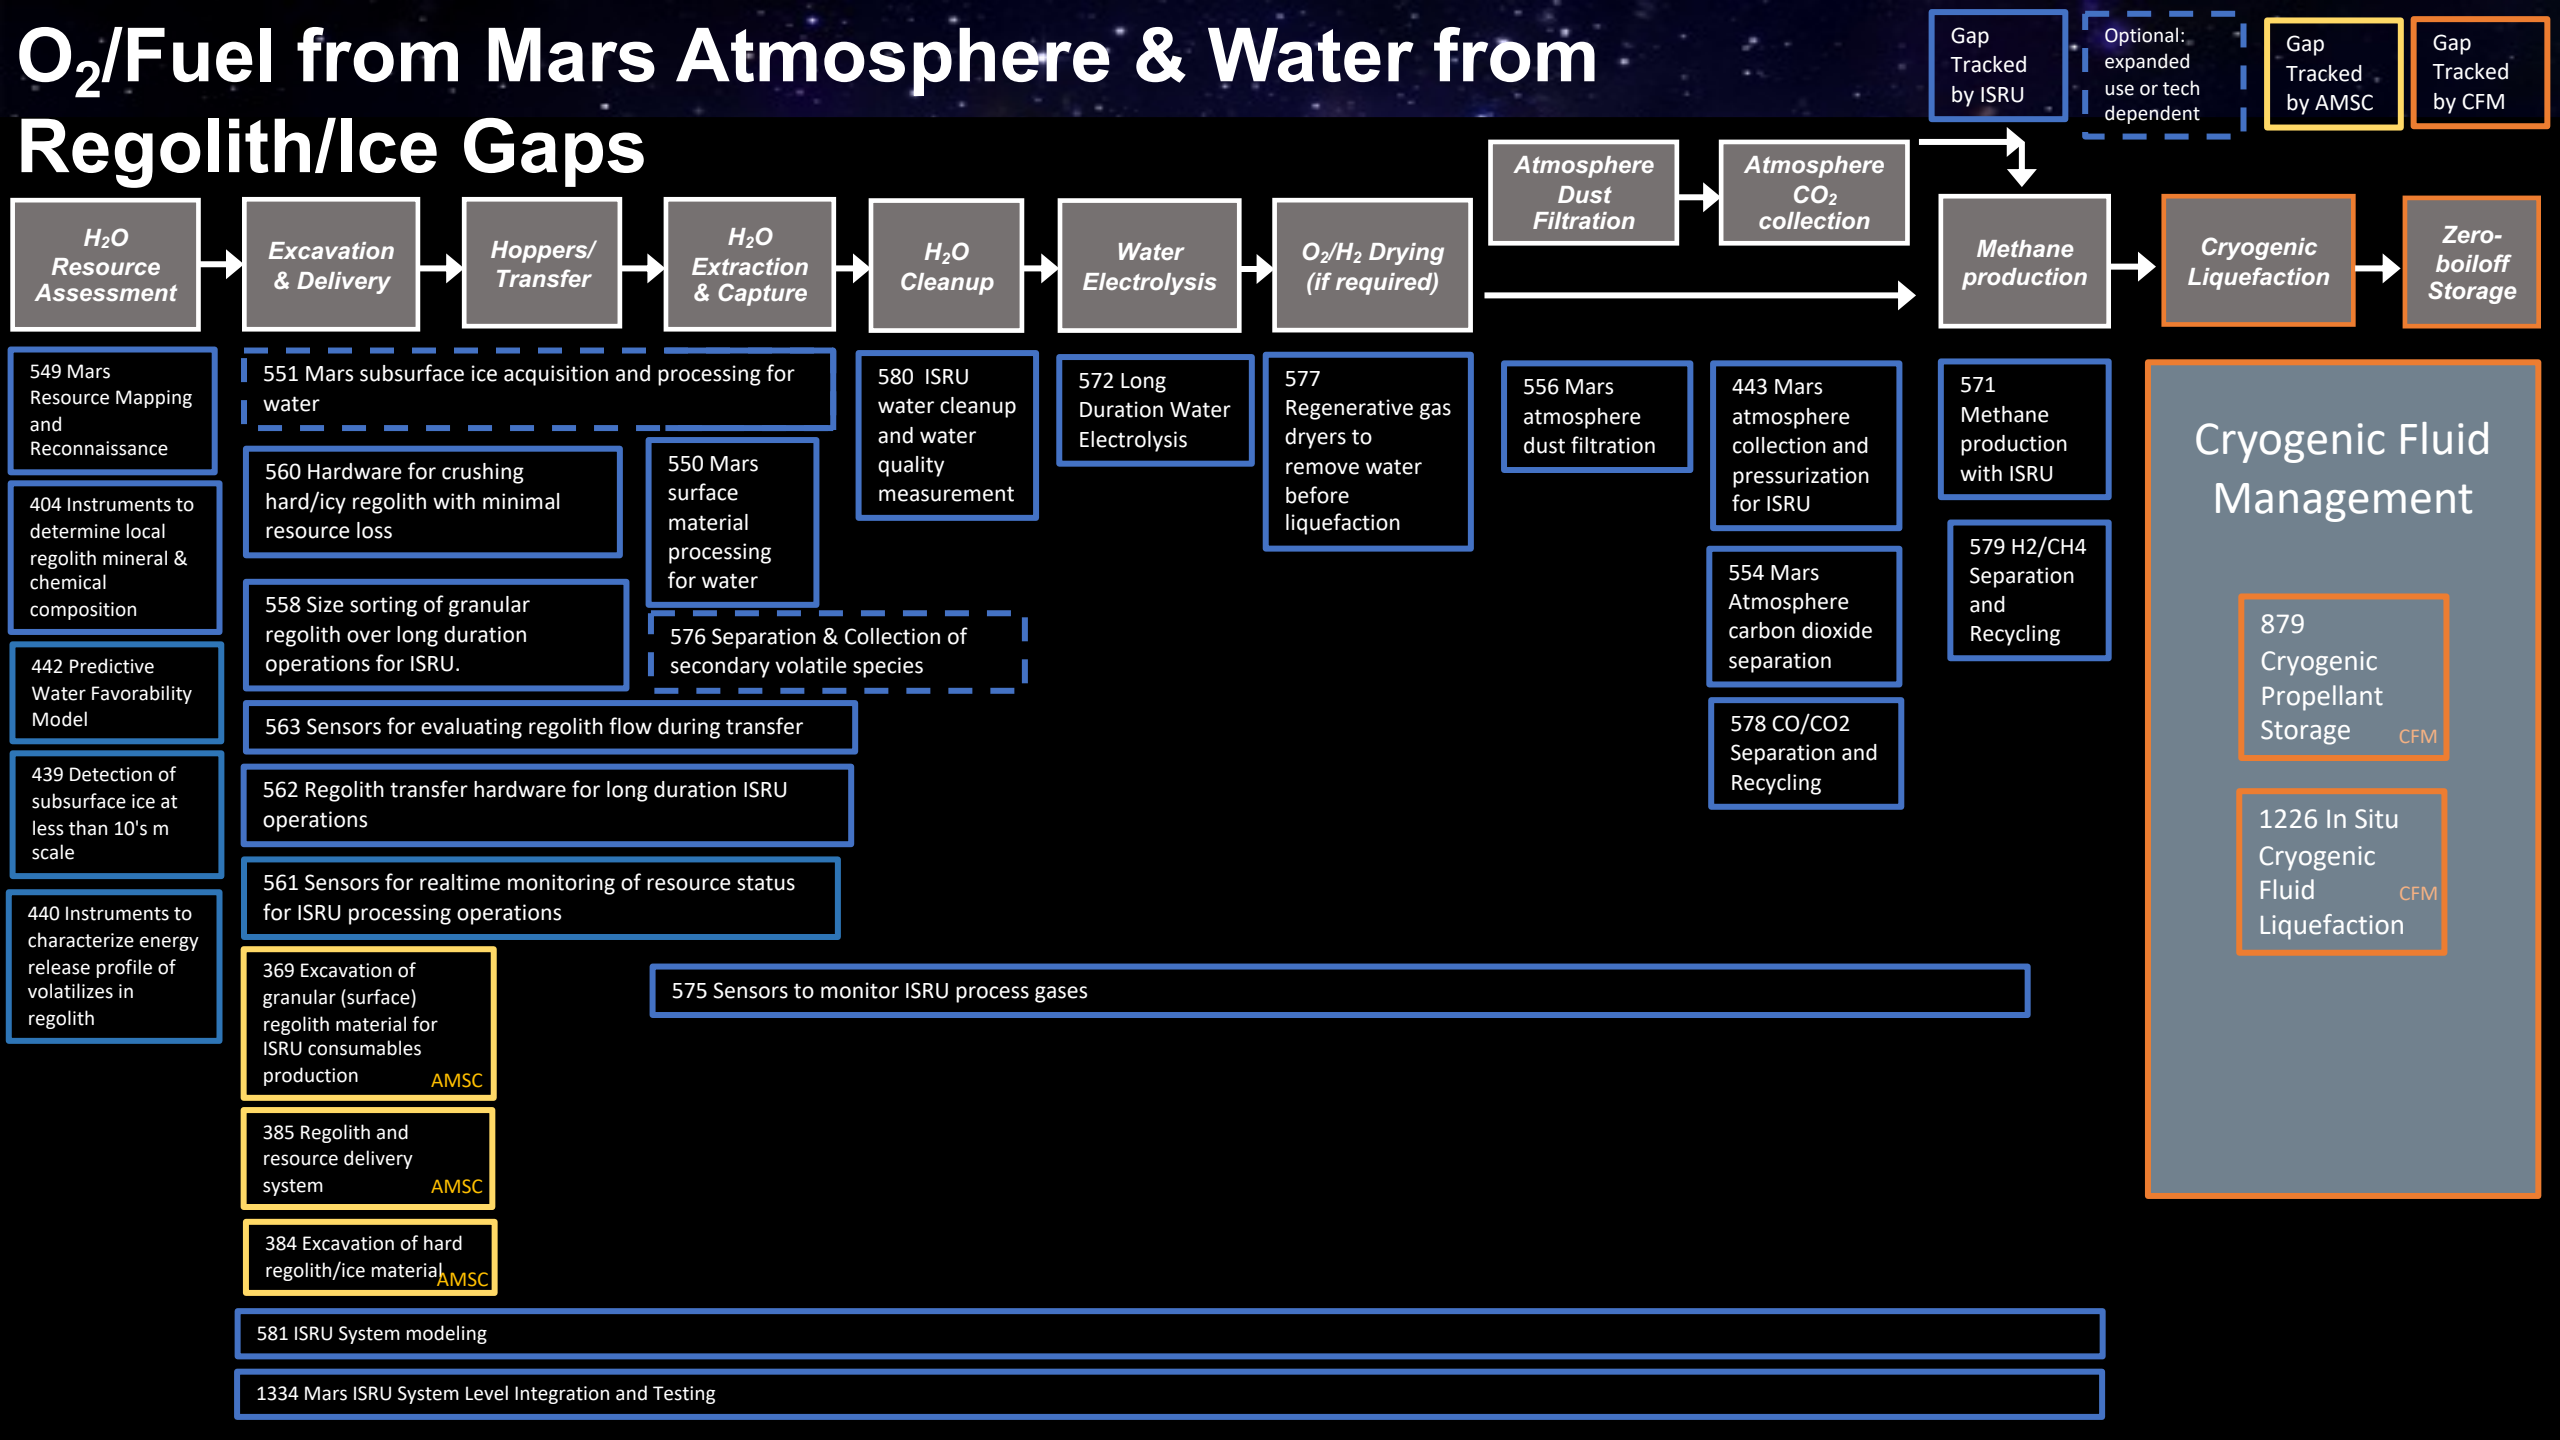 O₂/Fuel from Mars Atmosphere & Water from
Regolith/Ice Gaps
Gap
Tracked
by ISRU
Optional:
expanded
use or tech
dependent
Gap
Tracked
by AMSC
Gap
Tracked
by CFM
H₂O
Resource
Assessment
Excavation
& Delivery
Hoppers/
Transfer
H₂O
Extraction
& Capture
H₂O
Cleanup
Water
Electrolysis
O₂/H₂ Drying
(if required)
Atmosphere
Dust
Filtration
Atmosphere
CO₂
collection
Methane
production
Cryogenic
Liquefaction
Zero-
boiloff
Storage
549 Mars
Resource Mapping
and
Reconnaissance
404 Instruments to
determine local
regolith mineral &
chemical
composition
442 Predictive
Water Favorability
Model
439 Detection of
subsurface ice at
less than 10's m
scale
440 Instruments to
characterize energy
release profile of
volatilizes in
regolith
551 Mars subsurface ice acquisition and processing for
water
560 Hardware for crushing
hard/icy regolith with minimal
resource loss
558 Size sorting of granular
regolith over long duration
operations for ISRU.
550 Mars
surface
material
processing
for water
576 Separation & Collection of
secondary volatile species
563 Sensors for evaluating regolith flow during transfer
562 Regolith transfer hardware for long duration ISRU
operations
561 Sensors for realtime monitoring of resource status
for ISRU processing operations
369 Excavation of
granular (surface)
regolith material for
ISRU consumables
production
AMSC
385 Regolith and
resource delivery
system
AMSC
384 Excavation of hard
regolith/ice material
AMSC
580 ISRU
water cleanup
and water
quality
measurement
572 Long
Duration Water
Electrolysis
577
Regenerative gas
dryers to
remove water
before
liquefaction
556 Mars
atmosphere
dust filtration
443 Mars
atmosphere
collection and
pressurization
for ISRU
554 Mars
Atmosphere
carbon dioxide
separation
578 CO/CO2
Separation and
Recycling
571
Methane
production
with ISRU
579 H2/CH4
Separation
and
Recycling
575 Sensors to monitor ISRU process gases
Cryogenic Fluid
Management
879
Cryogenic
Propellant
Storage
CFM
1226 In Situ
Cryogenic
Fluid
Liquefaction
CFM
581 ISRU System modeling
1334 Mars ISRU System Level Integration and Testing